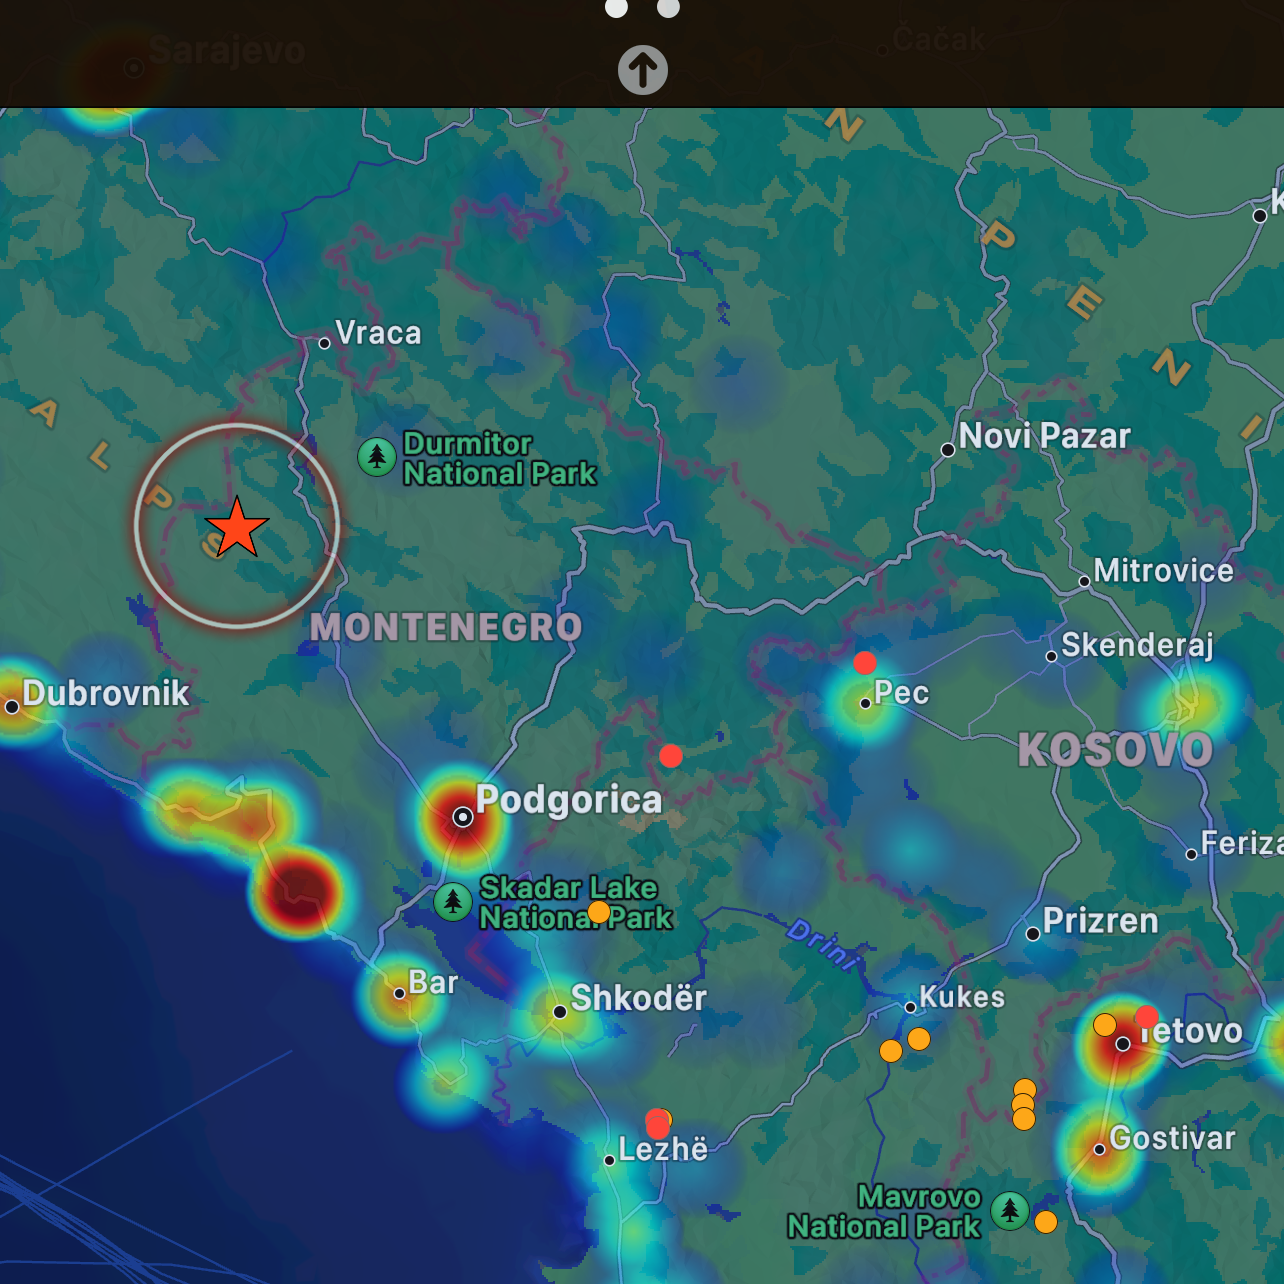 Sarajevo
Čačak
A
L
P
S
N
P
E
N
I
K
Vraca
Durmitor
National Park
Novi Pazar
Mitrovice
MONTENEGRO
Skenderaj
Dubrovnik
Pec
KOSOVO
Podgorica
Feriza
Skadar Lake
National Park
Prizren
Drini
Bar
Shkodër
Kukes
Tetovo
Lezhë
Gostivar
Mavrovo
National Park